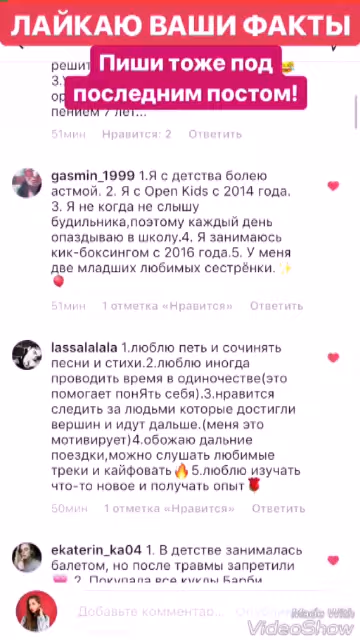 ЛАЙКАЮ ВАШИ ФАКТЫ
Пиши тоже под
последним постом!
решит
3.У
ор
пением 7 лет...
51мин Нравится: 2 Ответить
gasmin_1999 1.Я с детства болею
астмой. 2. Я с Open Kids с 2014 года.
3. Я не когда не слышу
будильника,поэтому каждый день
опаздываю в школу.4. Я занимаюсь
кик-боксингом с 2016 года.5. У меня
две младших любимых сестрёнки.
51мин 1 отметка «Нравится» Ответить
lassalalala 1.люблю петь и сочинять
песни и стихи.2.люблю иногда
проводить время в одиночестве(это
помогает понЯть себя).3.нравится
следить за людьми которые достигли
вершин и идут дальше.(меня это
мотивирует)4.обожаю дальние
поездки,можно слушать любимые
треки и кайфовать🔥5.люблю изучать
что-то новое и получать опыт🌹
50мин 1 отметка «Нравится» Ответить
ekaterin_ka04 1. В детстве занималась
балетом, но после травмы запретили
2. Покупала все куклы Барби
Добавьте комментар...
Made With
VideoShow